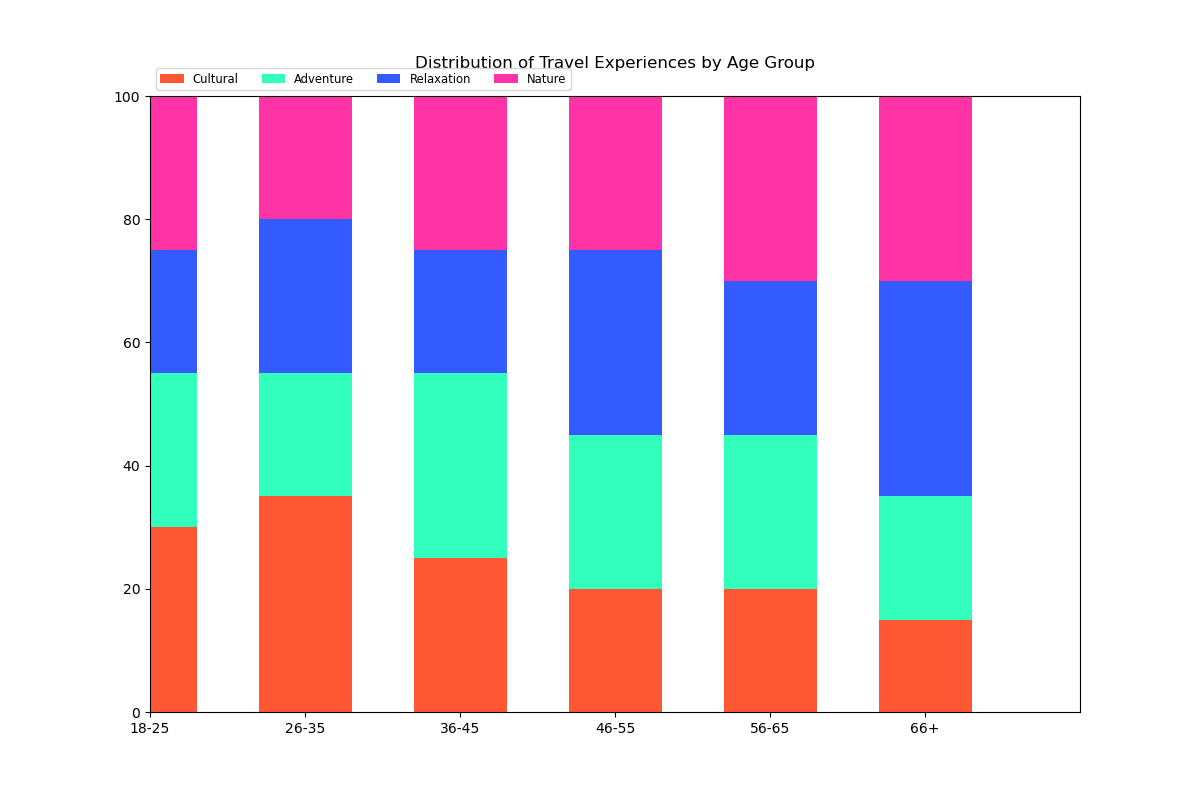 Distribution of Travel Experiences by Age Group
Cultural Adventure Relaxation Nature
100
80
60
40
20
0
18-25 26-35 36-45 46-55 56-65 66+